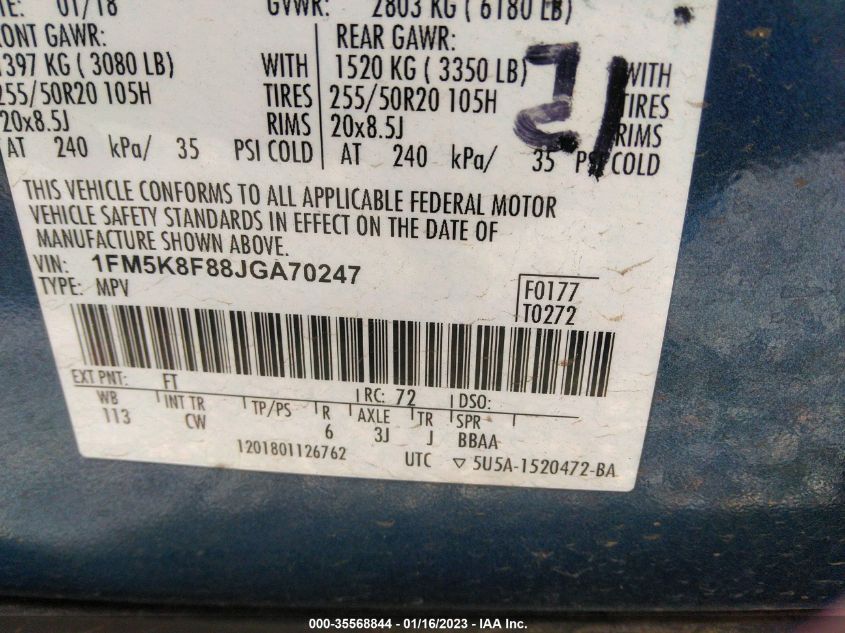 TE: 01/18 GVWR: 2803 KG ( 6180 LB)
RONT GAWR: REAR GAWR:
1397 KG ( 3080 LB) WITH 1520 KG ( 3350 LB) WITH
255/50R20 105H TIRES 255/50R20 105H TIRES
20x8.5J RIMS 20x8.5J RIMS
AT 240 kPa/ 35 PSI COLD AT 240 kPa/ 35 PSI COLD
21
THIS VEHICLE CONFORMS TO ALL APPLICABLE FEDERAL MOTOR
VEHICLE SAFETY STANDARDS IN EFFECT ON THE DATE OF
MANUFACTURE SHOWN ABOVE.
VIN: 1FM5K8F88JGA70247
TYPE: MPV
F0177
T0272
EXT PNT: FT RC: 72 DSO:
WB INT TR TP/PS R AXLE TR SPR
113 CW 6 3J J BBAA
1201801126762 UTC ▽ 5U5A-1520472-BA
000-35568844 - 01/16/2023 - IAA Inc.